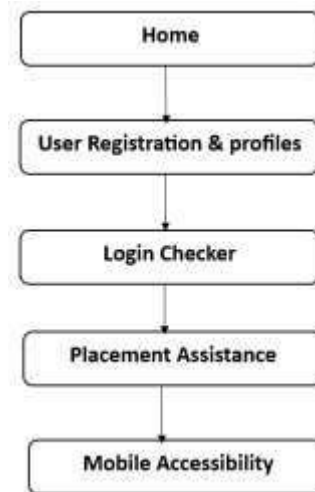 Home
User Registration & profiles
Login Checker
Placement Assistance
Mobile Accessibility